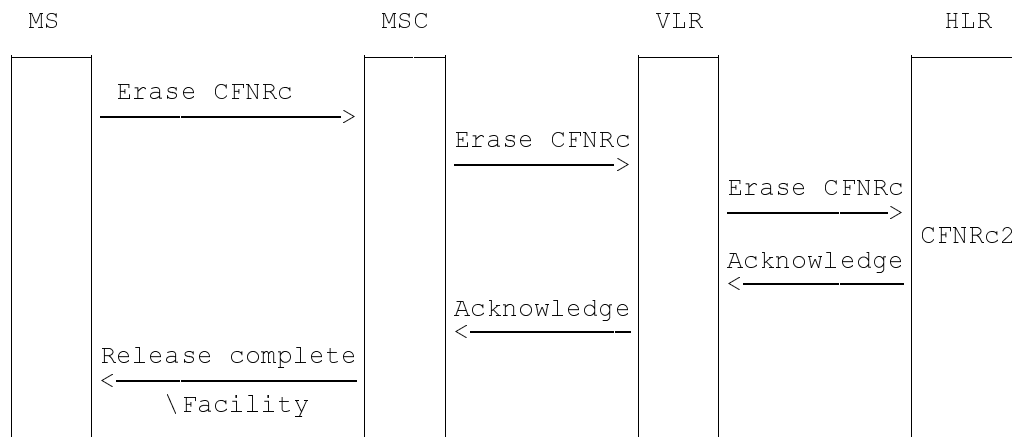 MS MSC VLR HLR
Erase CFNRc
Erase CFNRc
Erase CFNRc
CFNRc2
Acknowledge
Acknowledge
Release complete
\Facility